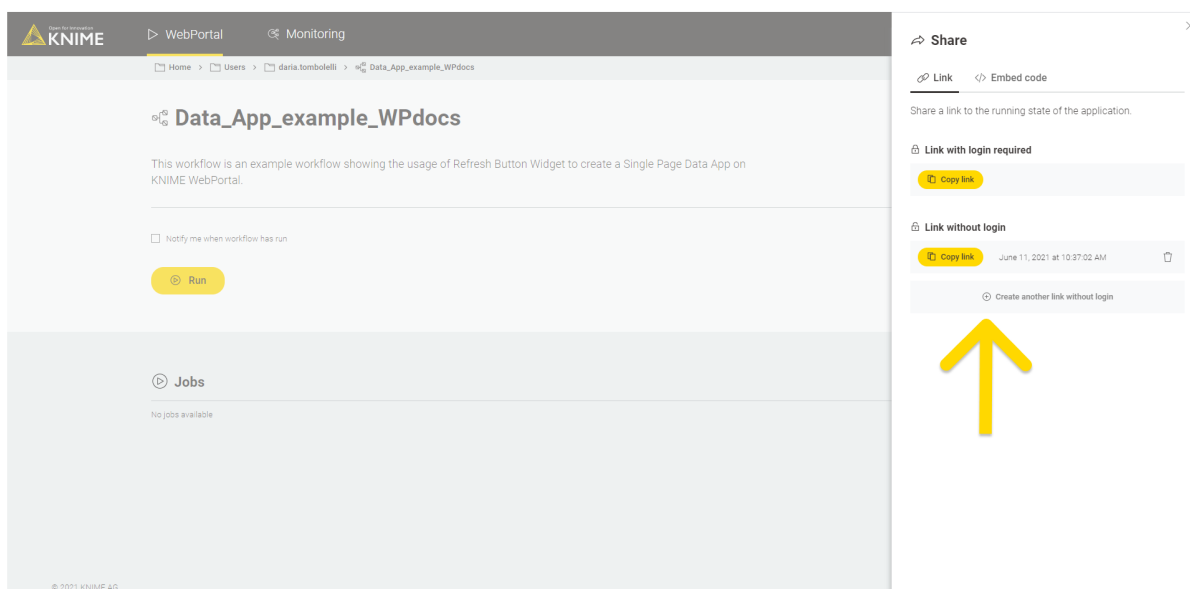 Open for Innovation
KNIME
WebPortal
Monitoring
Home > Users > daria.tombolelli > Data_App_example_WPdocs
Data_App_example_WPdocs
This workflow is an example workflow showing the usage of Refresh Button Widget to create a Single Page Data App on
KNIME WebPortal.
Notify me when workflow has run
Run
Jobs
No jobs available
© 2021 KNIME AG
Share
Link
</> Embed code
Share a link to the running state of the application.
Link with login required
Copy link
Link without login
Copy link June 11, 2021 at 10:37:02 AM
Create another link without login